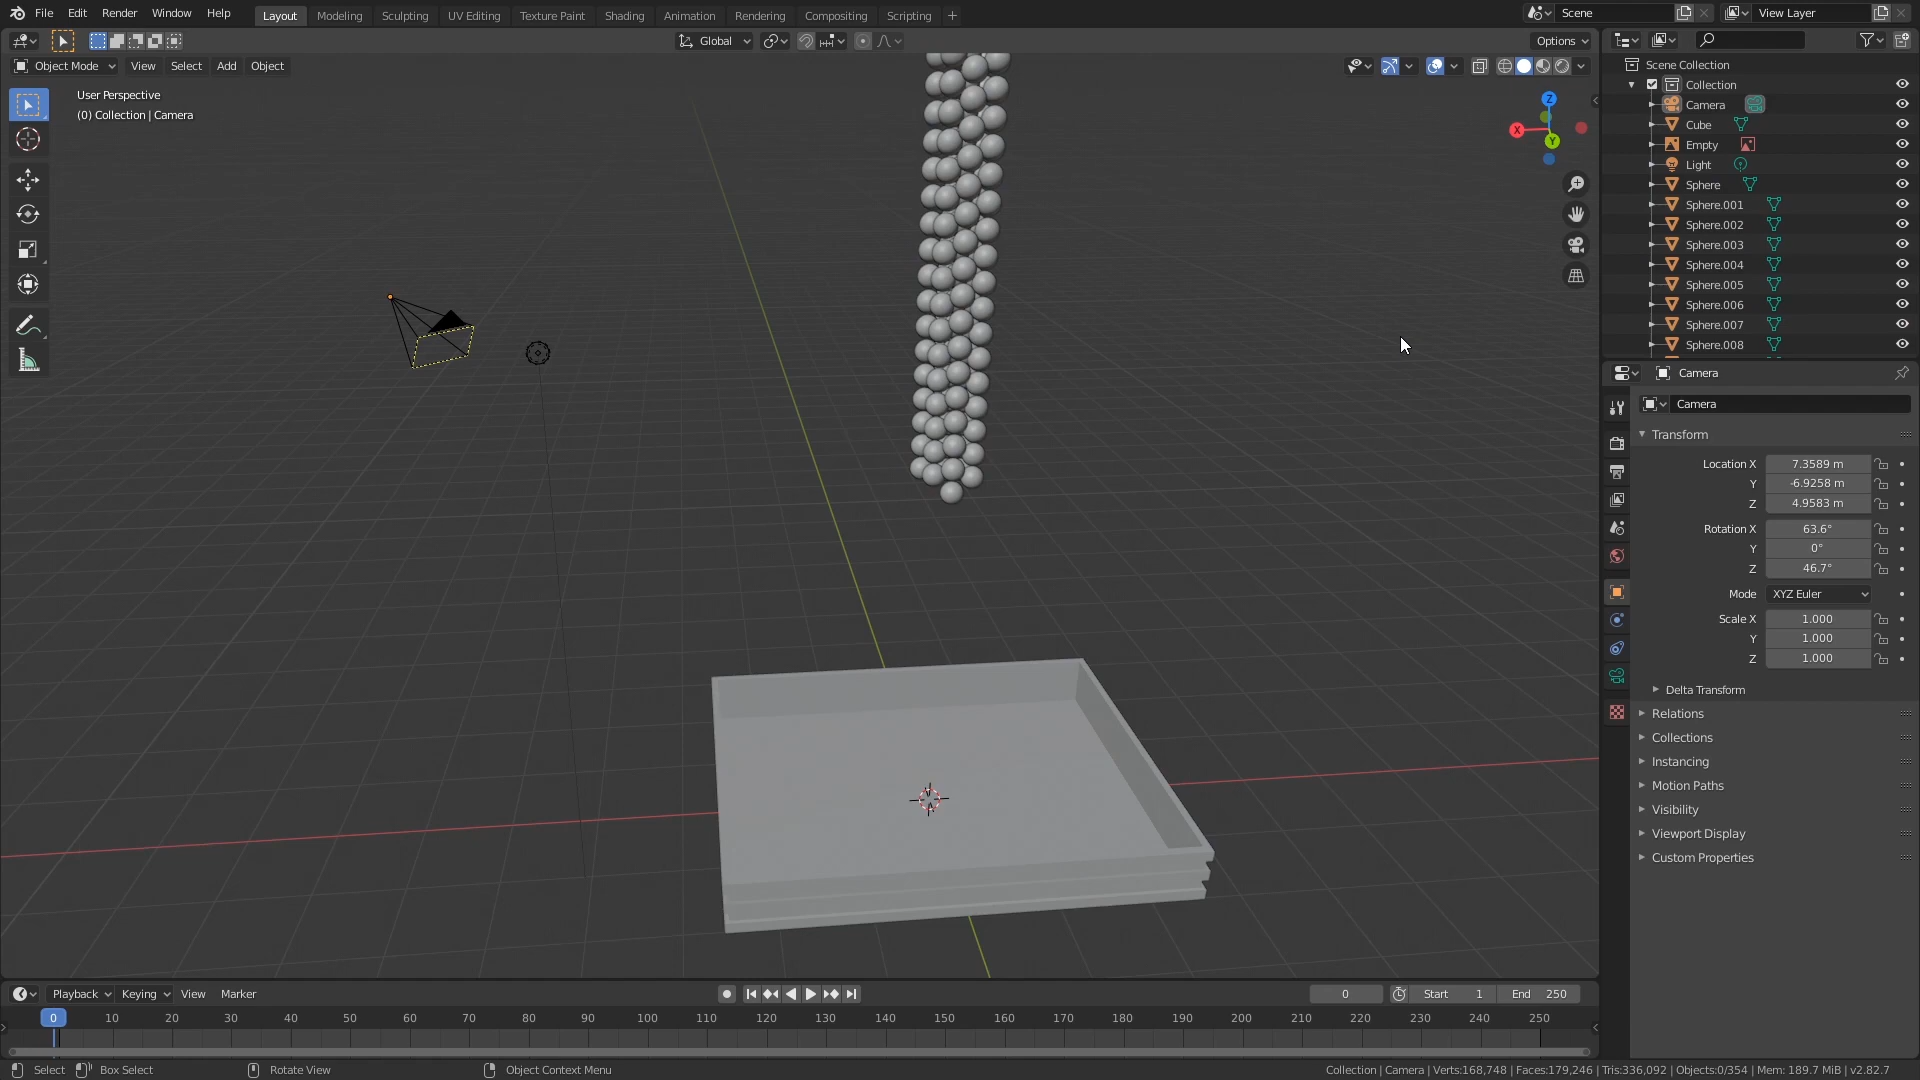 File Edit Render Window Help Layout Modeling Sculpting UV Editing Texture Paint Shading Animation Rendering Compositing Scripting + Scene View Layer
Global Options
Object Mode View Select Add Object
User Perspective
(0) Collection | Camera
Z
X
Y
Scene Collection
Collection
Camera
Cube
Empty
Light
Sphere
Sphere.001
Sphere.002
Sphere.003
Sphere.004
Sphere.005
Sphere.006
Sphere.007
Sphere.008
Camera
Camera
Transform
Location X 7.3589 m
Y -6.9258 m
Z 4.9583 m
Rotation X 63.6°
Y 0°
Z 46.7°
Mode XYZ Euler
Scale X 1.000
Y 1.000
Z 1.000
Delta Transform
Relations
Collections
Instancing
Motion Paths
Visibility
Viewport Display
Custom Properties
Playback Keying View Marker 0 Start 1 End 250
0 10 20 30 40 50 60 70 80 90 100 110 120 130 140 150 160 170 180 190 200 210 220 230 240 250
Select Box Select Rotate View Object Context Menu Collection | Camera | Verts:168,748 | Faces:179,246 | Tris:336,092 | Objects:0/354 | Mem: 189.7 MiB | v2.82.7